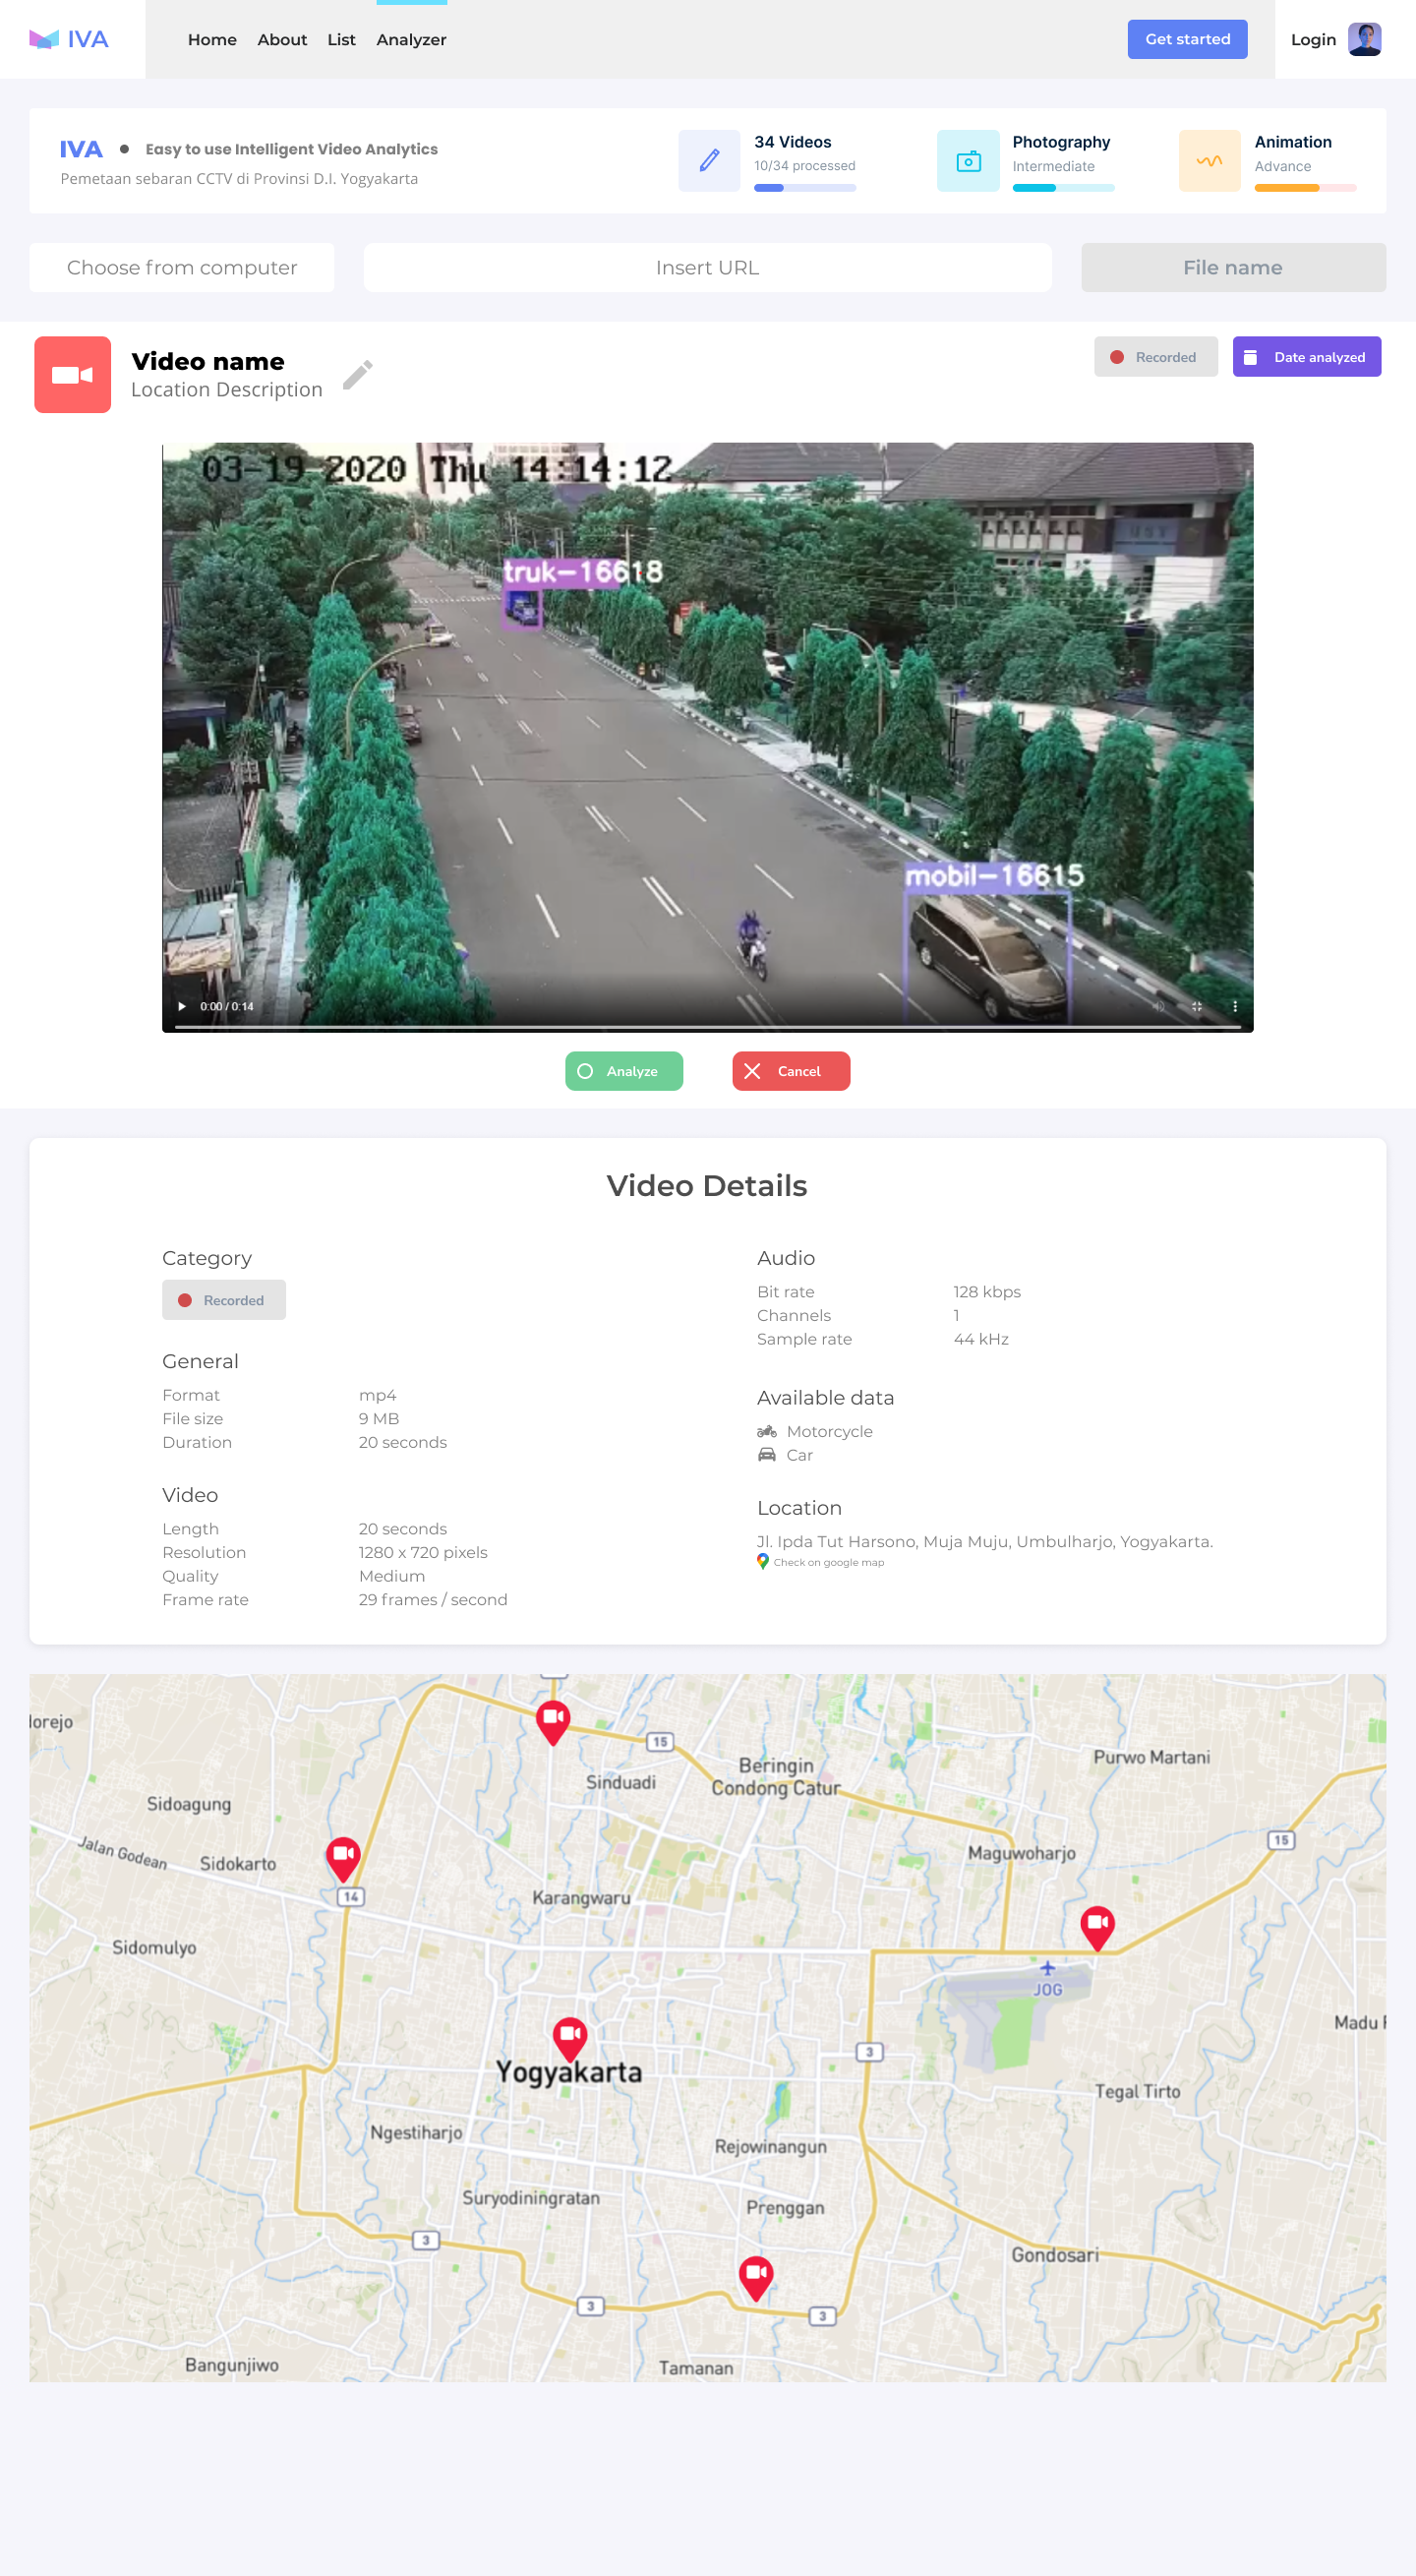 IVA
Home About List Analyzer
Get started
Login
IVA • Easy to use Intelligent Video Analytics
Pemetaan sebaran CCTV di Provinsi D.I. Yogyakarta
34 Videos
10/34 processed
Photography
Intermediate
Animation
Advance
Choose from computer
Insert URL
File name
Video name
Location Description
Recorded
Date analyzed
03-19-2020 Thu 14:14:12
UST
truk-16618
mobil-16615
0:00 / 0:14
Analyze
Cancel
Video Details
Category
Recorded
General
Format mp4
File size 9 MB
Duration 20 seconds
Video
Length 20 seconds
Resolution 1280 x 720 pixels
Quality Medium
Frame rate 29 frames / second
Audio
Bit rate 128 kbps
Channels 1
Sample rate 44 kHz
Available data
Motorcycle
Car
Location
Jl. Ipda Tut Harsono, Muja Muju, Umbulharjo, Yogyakarta.
Check on google map
lorejo
15
Beringin
Condong Catur
Purwo Martani
Sinduadi
Sidoagung
15
Jalan Godean
Sidokarto
Maguwoharjo
14
Karangwaru
Sidomulyo
JOG
Madu
3
Yogyakarta
Tegal Tirto
Ngestiharjo
Rejowinangun
Suryodiningratan
Prenggan
3
Gondosari
3
3
Bangunjiwo
Tamanan